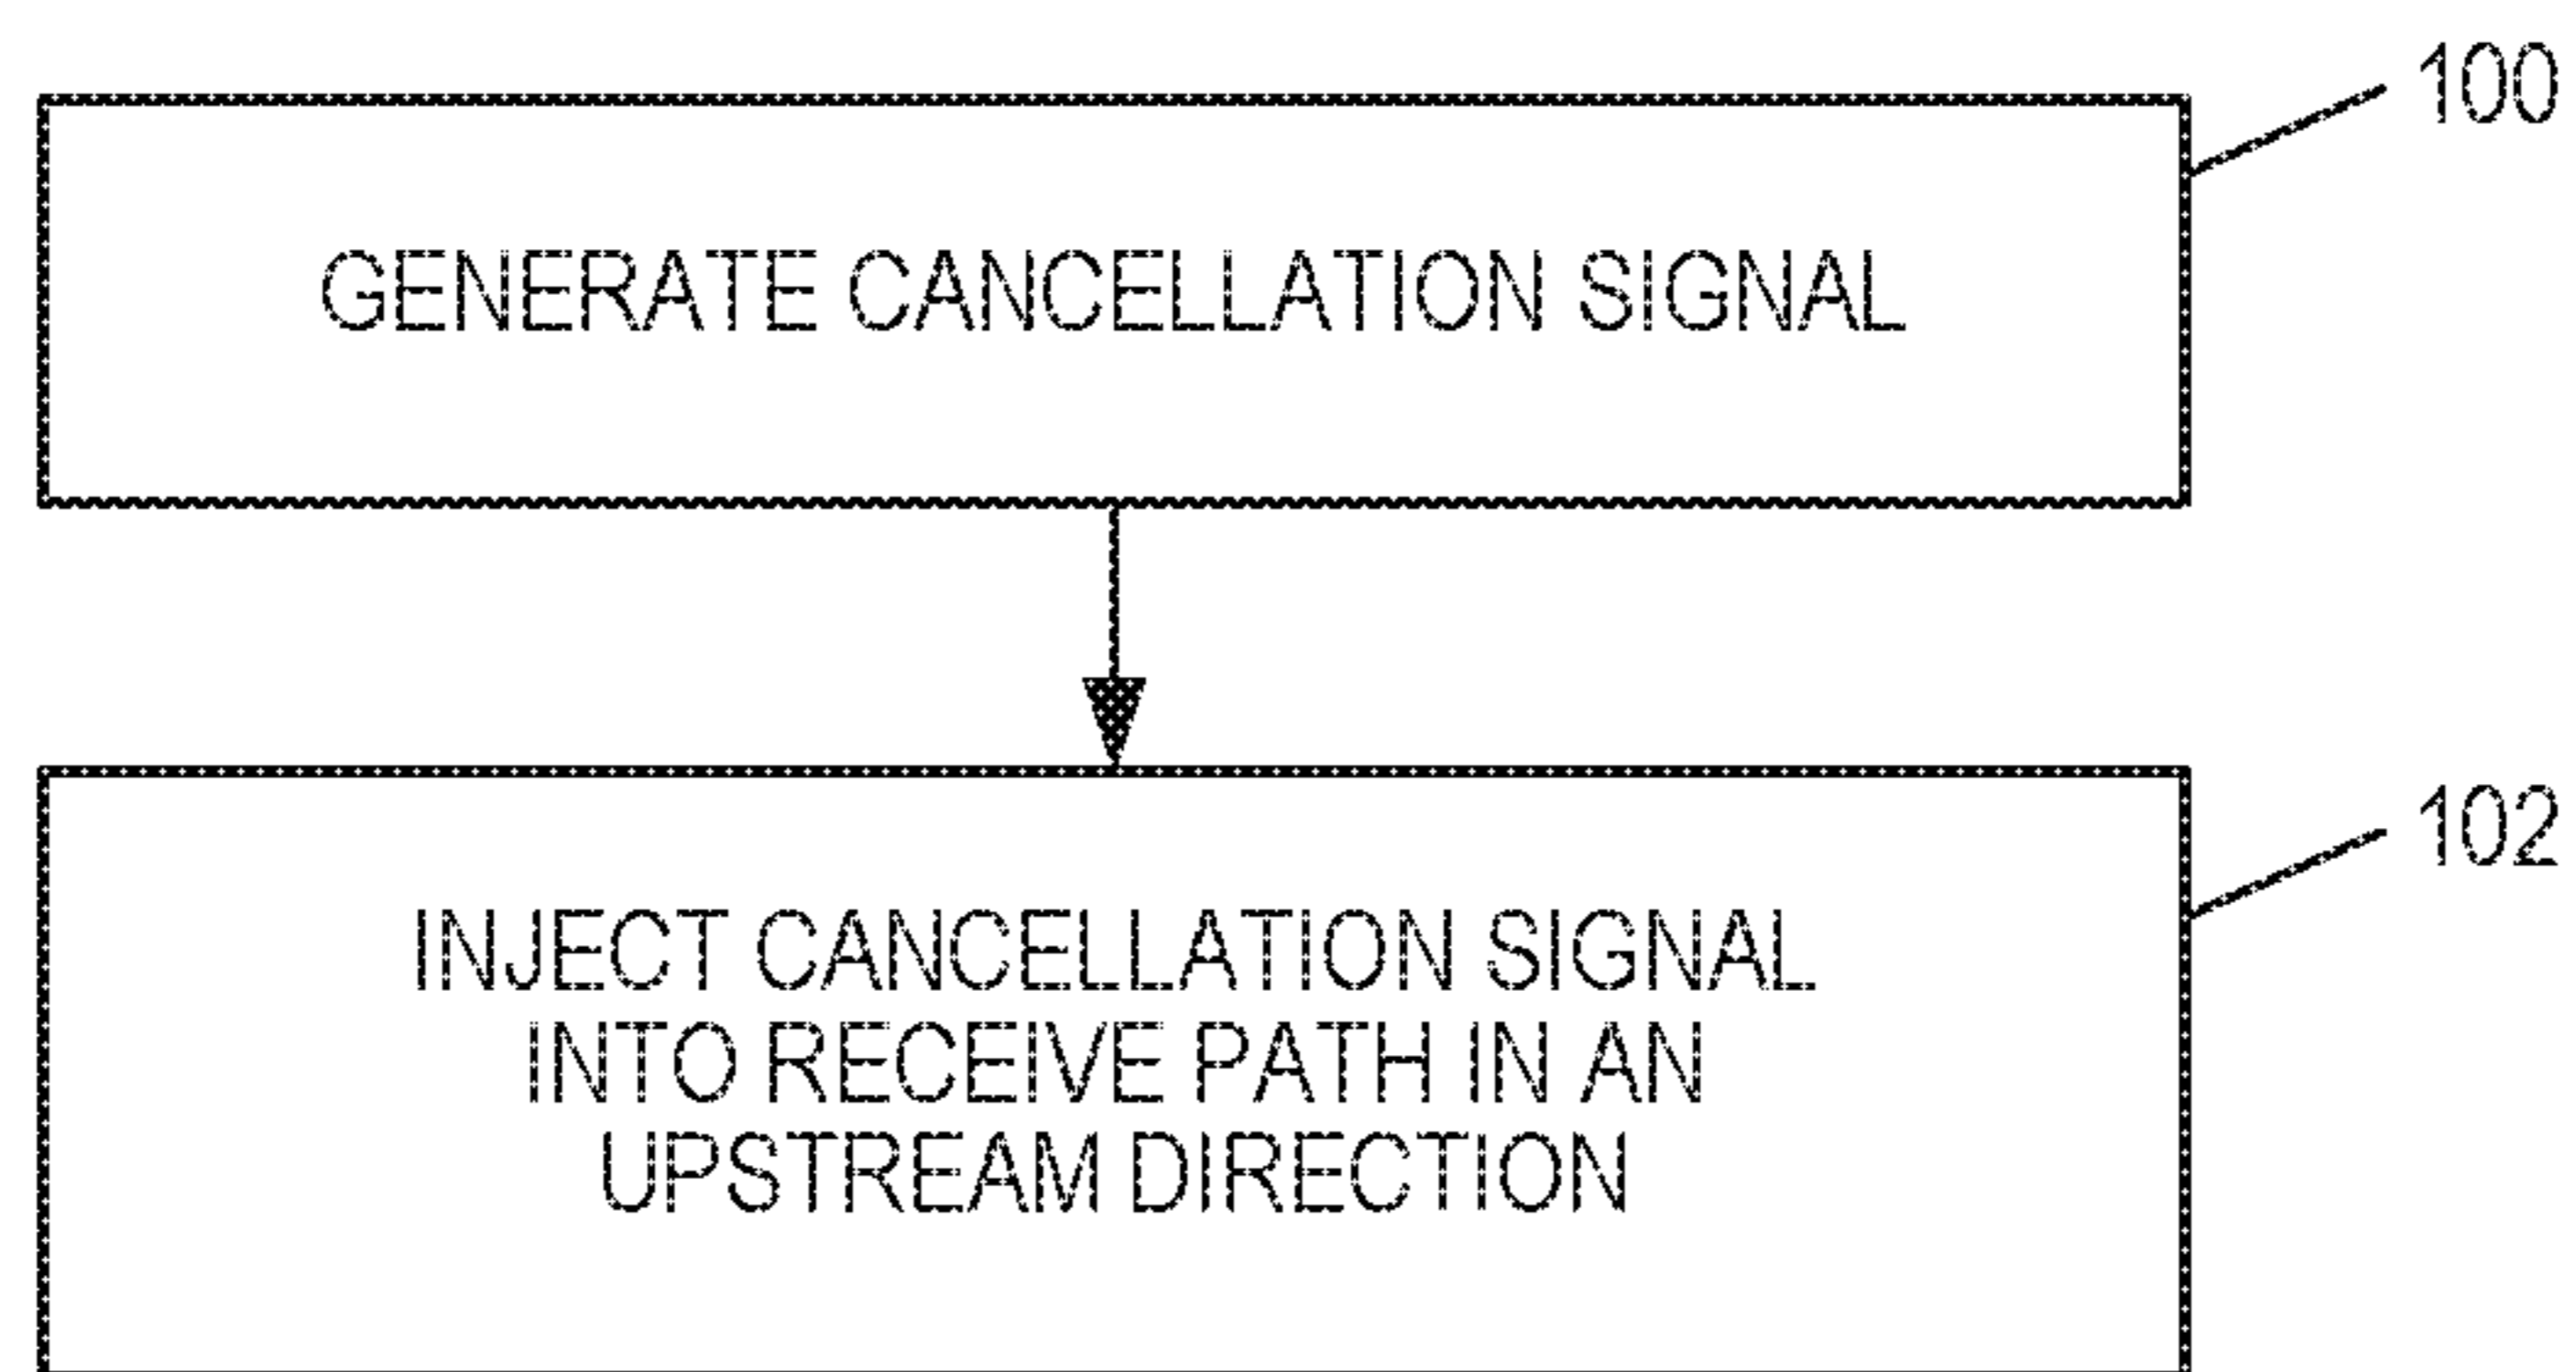 100
GENERATE CANCELLATION SIGNAL
102
INJECT CANCELLATION SIGNAL
INTO RECEIVE PATH IN AN
UPSTREAM DIRECTION